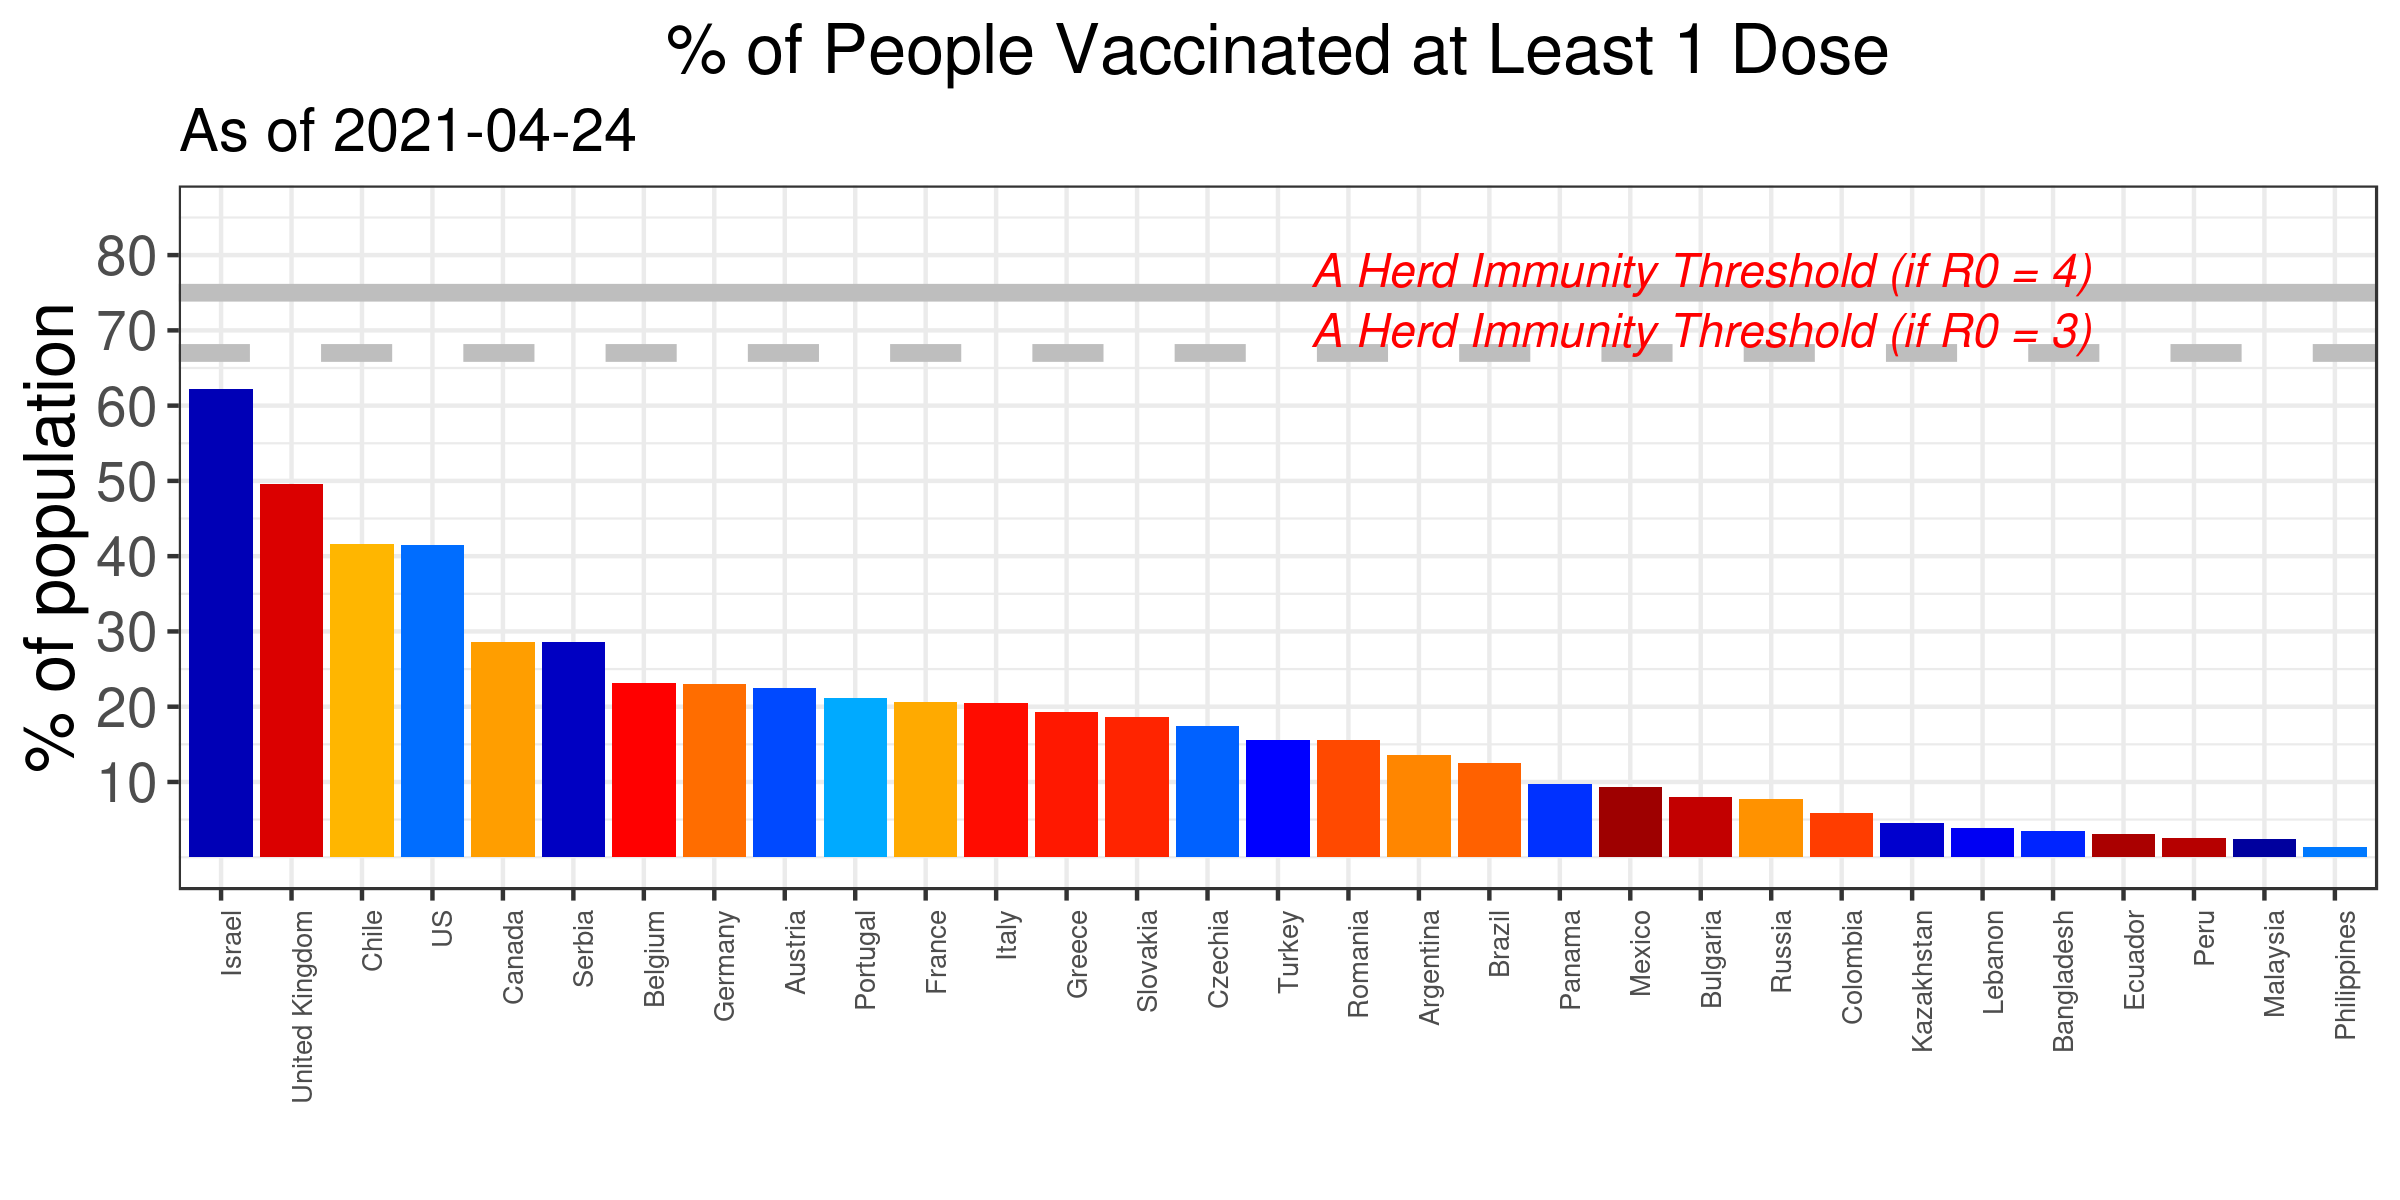 % of People Vaccinated at Least 1 Dose
As of 2021-04-24
% of population
80
70
60
50
40
30
20
10
A Herd Immunity Threshold (if R0 = 4)
A Herd Immunity Threshold (if R0 = 3)
Israel
United Kingdom
Chile
US
Canada
Serbia
Belgium
Germany
Austria
Portugal
France
Italy
Greece
Slovakia
Czechia
Turkey
Romania
Argentina
Brazil
Panama
Mexico
Bulgaria
Russia
Colombia
Kazakhstan
Lebanon
Bangladesh
Ecuador
Peru
Malaysia
Philippines